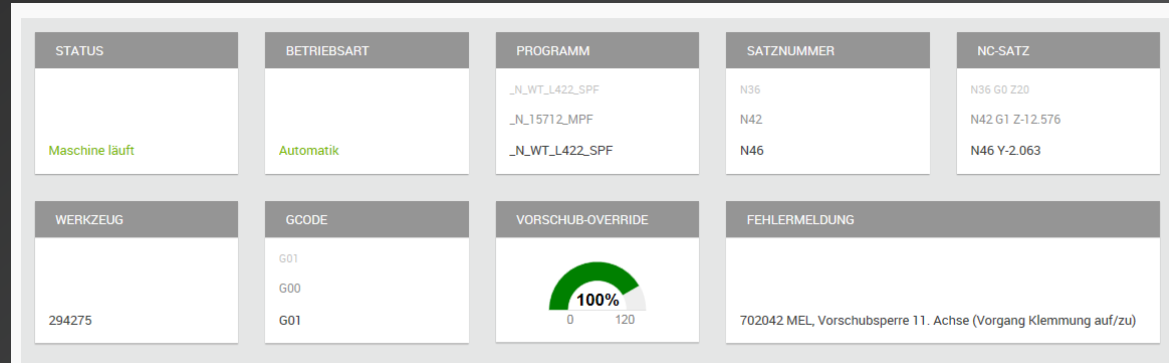 STATUS
BETRIEBSART
PROGRAMM
SATZNUMMER
NC-SATZ
Maschine läuft
Automatik
_N_WT_L422_SPF
_N_15712_MPF
_N_WT_L422_SPF
N36
N42
N46
N36 G0 Z20
N42 G1 Z-12.576
N46 Y-2.063
WERKZEUG
GCODE
VORSCHUB-OVERRIDE
FEHLERMELDUNG
294275
G01
G00
G01
100%
0 120
702042 MEL, Vorschubsperre 11. Achse (Vorgang Klemmung auf/zu)